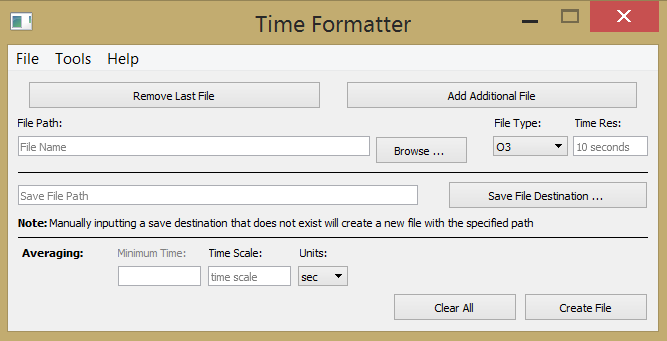 Time Formatter
File Tools Help
Remove Last File Add Additional File
File Path: File Type: Time Res:
File Name Browse ... O3 10 seconds
Save File Path Save File Destination ...
Note: Manually inputting a save destination that does not exist will create a new file with the specified path
Averaging: Minimum Time: Time Scale: Units:
time scale sec
Clear All Create File